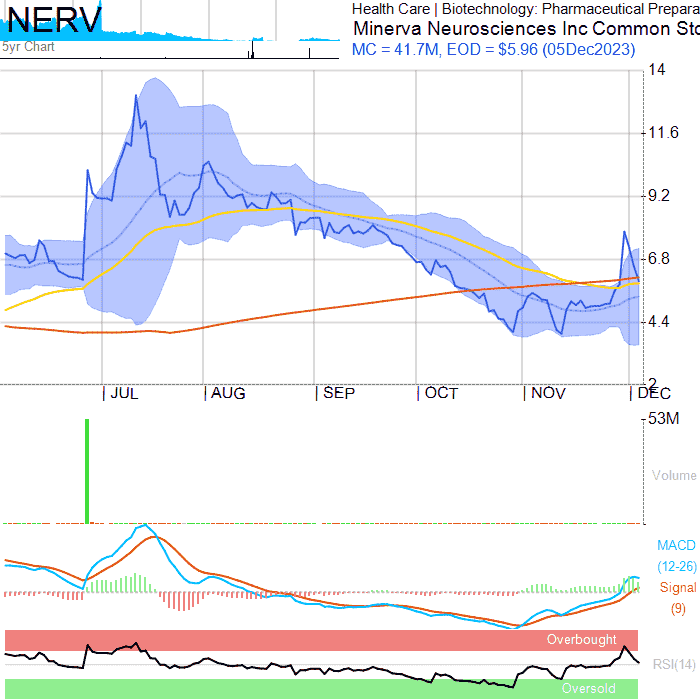 NERV
5yr Chart
Health Care | Biotechnology: Pharmaceutical Prepara
Minerva Neurosciences Inc Common Sto
MC = 41.7M, EOD = $5.96 (05Dec2023)
14
11.6
9.2
6.8
4.4
2
JUL AUG SEP OCT NOV DEC
53M
Volume
MACD
(12-26)
Signal
(9)
Overbought
RSI(14)
Oversold